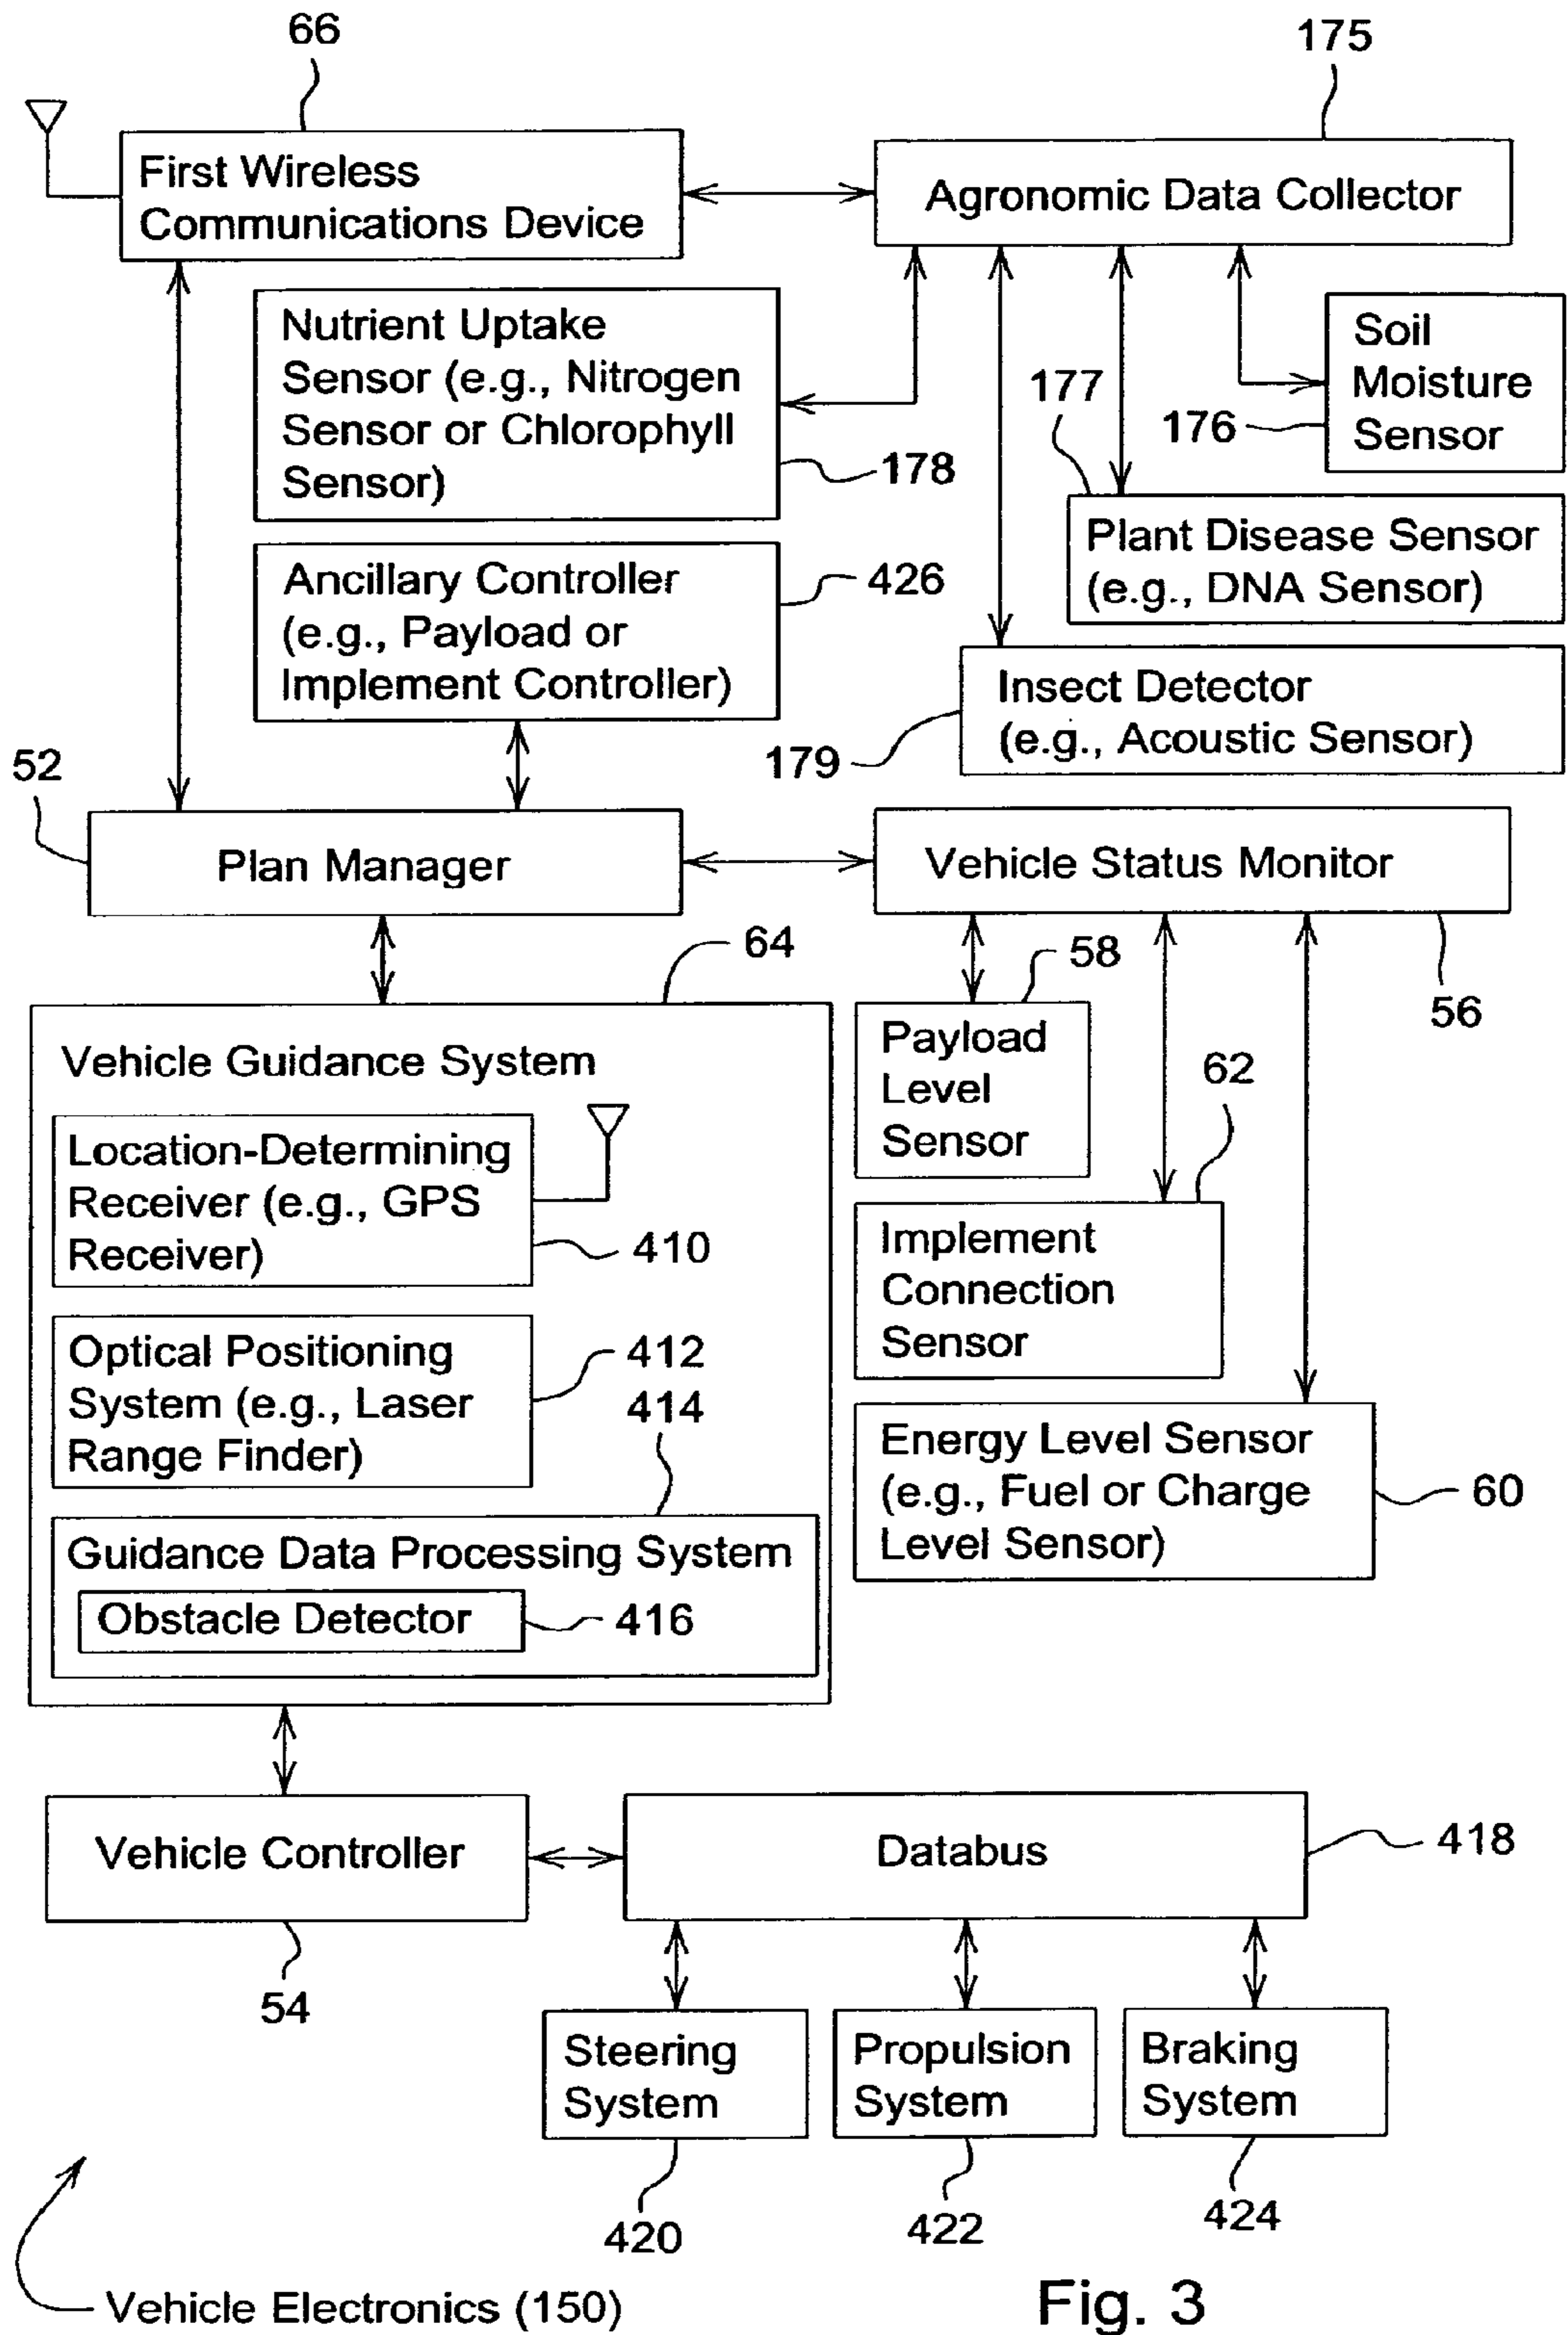 66
175
First Wireless
Communications Device
Agronomic Data Collector
Nutrient Uptake
Sensor (e.g., Nitrogen
Sensor or Chlorophyll
Sensor)
178
Soil
Moisture
Sensor
176
177
Plant Disease Sensor
(e.g., DNA Sensor)
Ancillary Controller
(e.g., Payload or
Implement Controller)
426
Insect Detector
(e.g., Acoustic Sensor)
179
52
Plan Manager
Vehicle Status Monitor
56
64
58
Vehicle Guidance System
Payload
Level
Sensor
62
Location-Determining
Receiver (e.g., GPS
Receiver)
410
Implement
Connection
Sensor
Optical Positioning
System (e.g., Laser
Range Finder)
412
414
Energy Level Sensor
(e.g., Fuel or Charge
Level Sensor)
60
Guidance Data Processing System
Obstacle Detector
416
Vehicle Controller
Databus
418
54
Steering
System
Propulsion
System
Braking
System
420
422
424
Vehicle Electronics (150)
Fig. 3